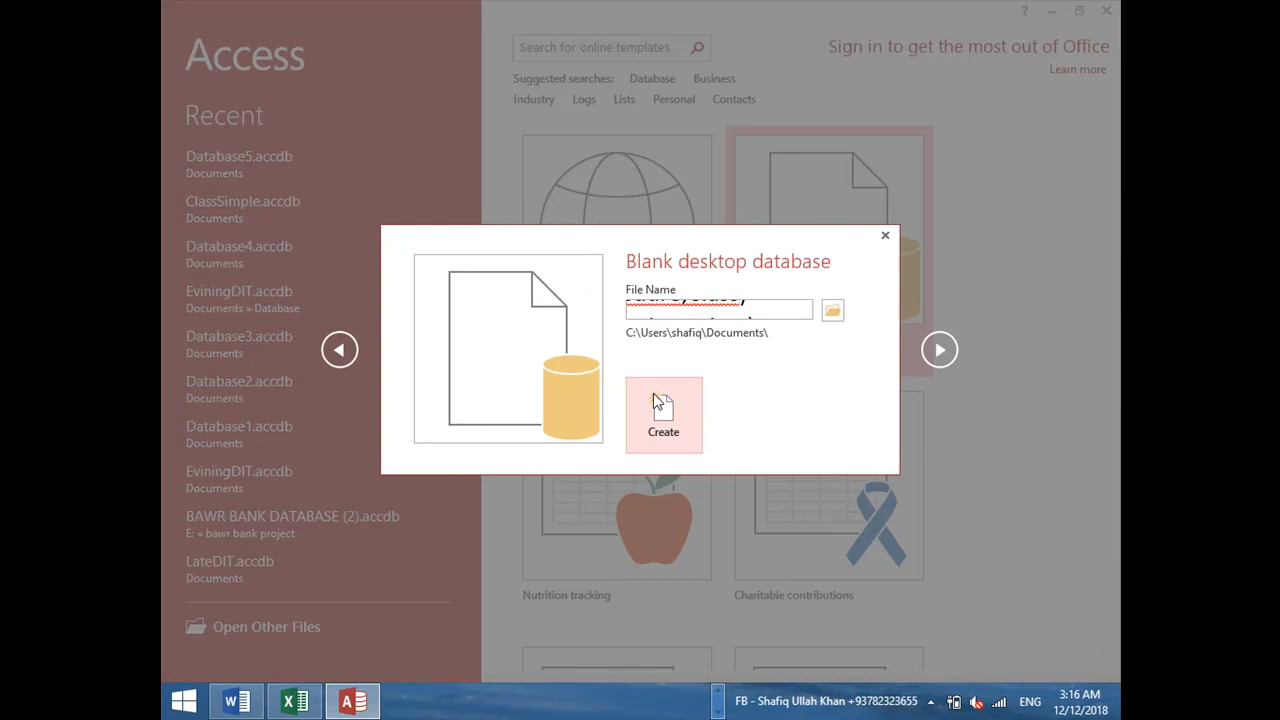 Access
Recent
Database5.accdb
Documents
ClassSimple.accdb
Documents
Database4.accdb
Documents
EviningDIT.accdb
Documents » Database
Database3.accdb
Documents
Database2.accdb
Documents
Database1.accdb
Documents
EviningDIT.accdb
Documents
BAWR BANK DATABASE (2).accdb
E: » bawr bank project
LateDIT.accdb
Documents
Open Other Files
?
Search for online templates
Sign in to get the most out of Office
Learn more
Suggested searches: Database Business
Industry Logs Lists Personal Contacts
Blank desktop database
File Name
C:\Users\shafiq\Documents\
Create
Nutrition tracking
Charitable contributions
FB - Shafiq Ullah Khan +93782323655
ENG
3:16 AM
12/12/2018